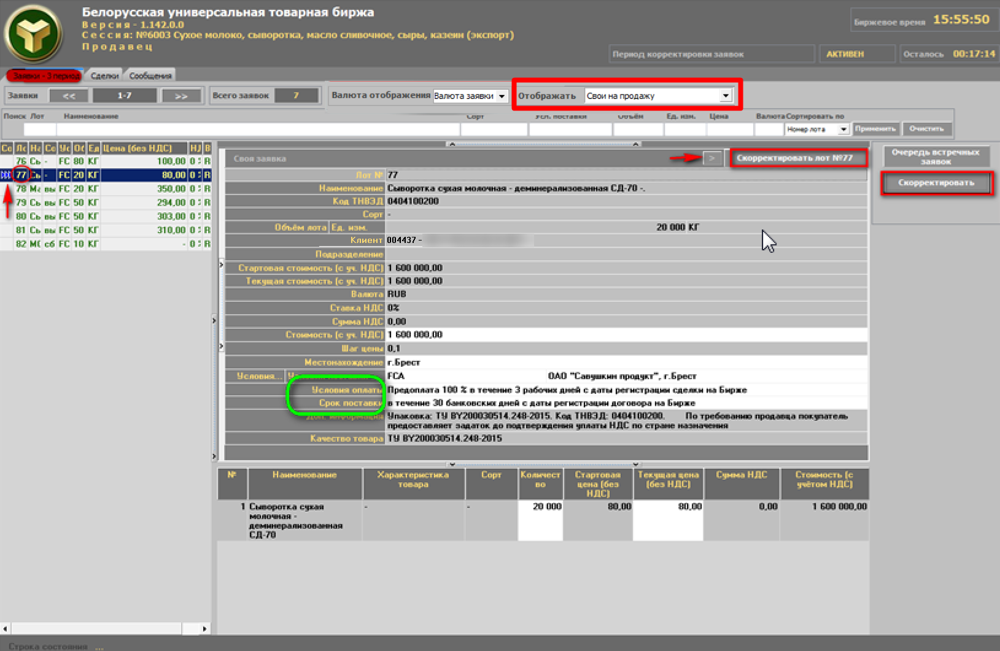 Белорусская универсальная товарная биржа
Версия - 1.142.0.0
Сессия: №6003 Сухое молоко, сыворотка, масло сливочное, сыры, казеин (экспорт)
Продавец
Биржевое время 15:55:50
Период корректировки заявок АКТИВЕН Осталось 00:17:14
Заявки - 3 период Сделки Сообщения
Заявки << 1-7 >> Всего заявок 7 Валюта отображения Валюта заявки Отображать Свои на продажу
Поиск Лот Наименование Сорт Усл. поставки Объём Ед. изм. Цена Валюта Сортировать по
Номер лота Применить Очистить
Со Ло На Со Ус Об Ед Цена (без НДС) НД В
76 Сь - FC 80 КГ 100,00 0 R
77 Сь - FC 20 КГ 80,00 0 R
78 Ма вы FC 20 КГ 350,00 0 R
79 Сь вы FC 50 КГ 294,00 0 R
80 Сь вы FC 50 КГ 303,00 0 R
81 Сь вы FC 50 КГ 310,00 0 R
82 МО сб FC 10 КГ - 0 R
Своя заявка > Скорректировать лот №77
Лот № 77
Наименование Сыворотка сухая молочная - деминерализованная СД-70 -.
Код ТНВЭД 0404100200
Сорт -
Объём лота Ед. изм. 20 000 КГ
Клиент 004437 -
Подразделение
Стартовая стоимость (с уч. НДС) 1 600 000,00
Текущая стоимость (с уч. НДС) 1 600 000,00
Валюта RUB
Ставка НДС 0%
Сумма НДС 0,00
Стоимость (с уч. НДС) 1 600 000,00
Шаг цены 0,1
Местонахождение г.Брест
Условия... FCA ОАО "Савушкин продукт", г.Брест
Условия оплаты Предоплата 100 % в течение 3 рабочих дней с даты регистрации сделки на Бирже
Срок поставки в течение 30 банковских дней с даты регистрации договора на Бирже
Доп. информация Упаковка: ТУ BY200030514.248-2015. Код ТНВЭД: 0404100200. По требованию продавца покупатель
предоставляет задаток до подтверждения уплаты НДС по стране назначения
Качество товара ТУ BY200030514.248-2015
Очередь встречных
заявок
Скорректировать
№ Наименование Характеристика товара Сорт Количество Стартовая цена (без НДС) Текущая цена (без НДС) Сумма НДС Стоимость (с учётом НДС)
1 Сыворотка сухая - - 20 000 80,00 80,00 0,00 1 600 000,00
молочная -
деминерализованная
СД-70
Строка состояния ...